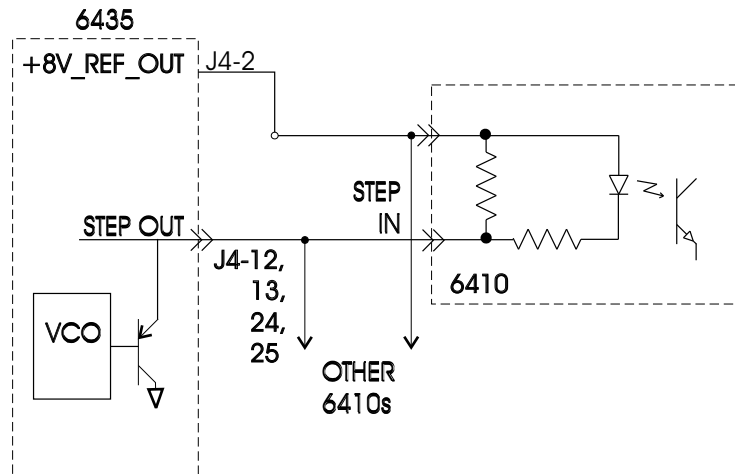 6435
+8V_REF_OUT
J4-2
STEP
IN
STEP OUT
J4-12,
13,
24,
25
6410
VCO
OTHER
6410s